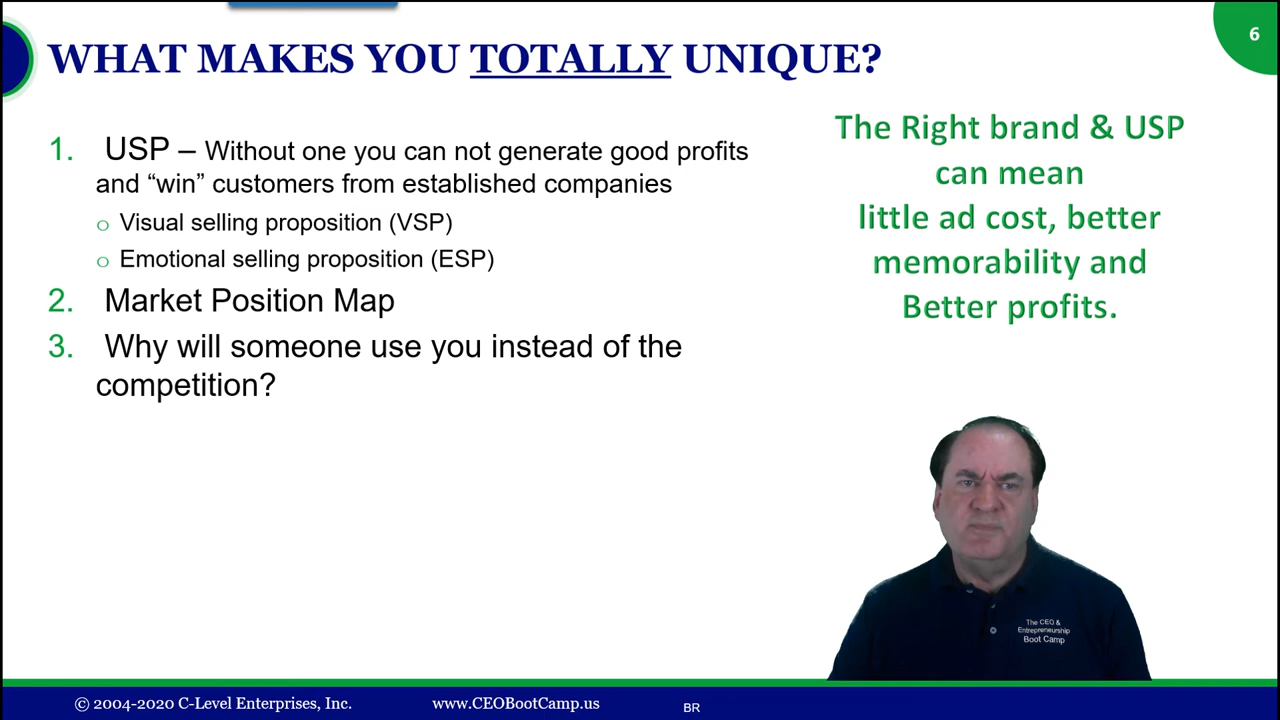 6
WHAT MAKES YOU TOTALLY UNIQUE?
1. USP – Without one you can not generate good profits
and “win” customers from established companies
o Visual selling proposition (VSP)
o Emotional selling proposition (ESP)
2. Market Position Map
3. Why will someone use you instead of the
competition?
The Right brand & USP
can mean
little ad cost, better
memorability and
Better profits.
The CEO &
Entrepreneurship
Boot Camp
© 2004-2020 C-Level Enterprises, Inc.
www.CEOBootCamp.us
BR